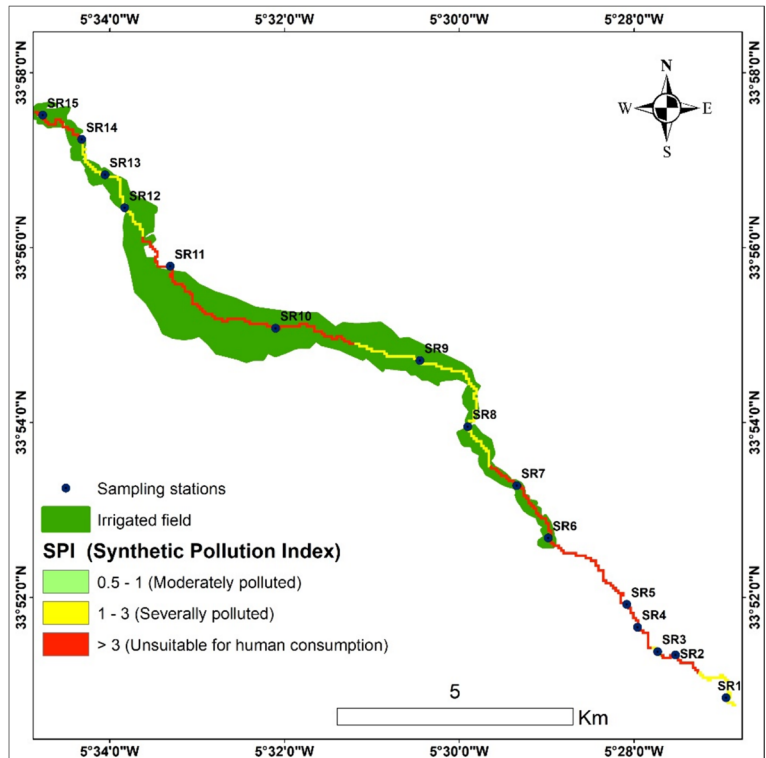 5°34'0"W 5°32'0"W 5°30'0"W 5°28'0"W
33°58'0"N 33°58'0"N
N
W E
S
SR15
SR14
SR13
SR12
33°56'0"N 33°56'0"N
SR11
SR10
SR9
33°54'0"N 33°54'0"N
SR8
SR7
SR6
Sampling stations
Irrigated field
SPI (Synthetic Pollution Index)
0.5 - 1 (Moderately polluted)
1 - 3 (Severally polluted)
> 3 (Unsuitable for human consumption)
33°52'0"N 33°52'0"N
SR5
SR4
SR3
SR2
SR1
5
Km
5°34'0"W 5°32'0"W 5°30'0"W 5°28'0"W